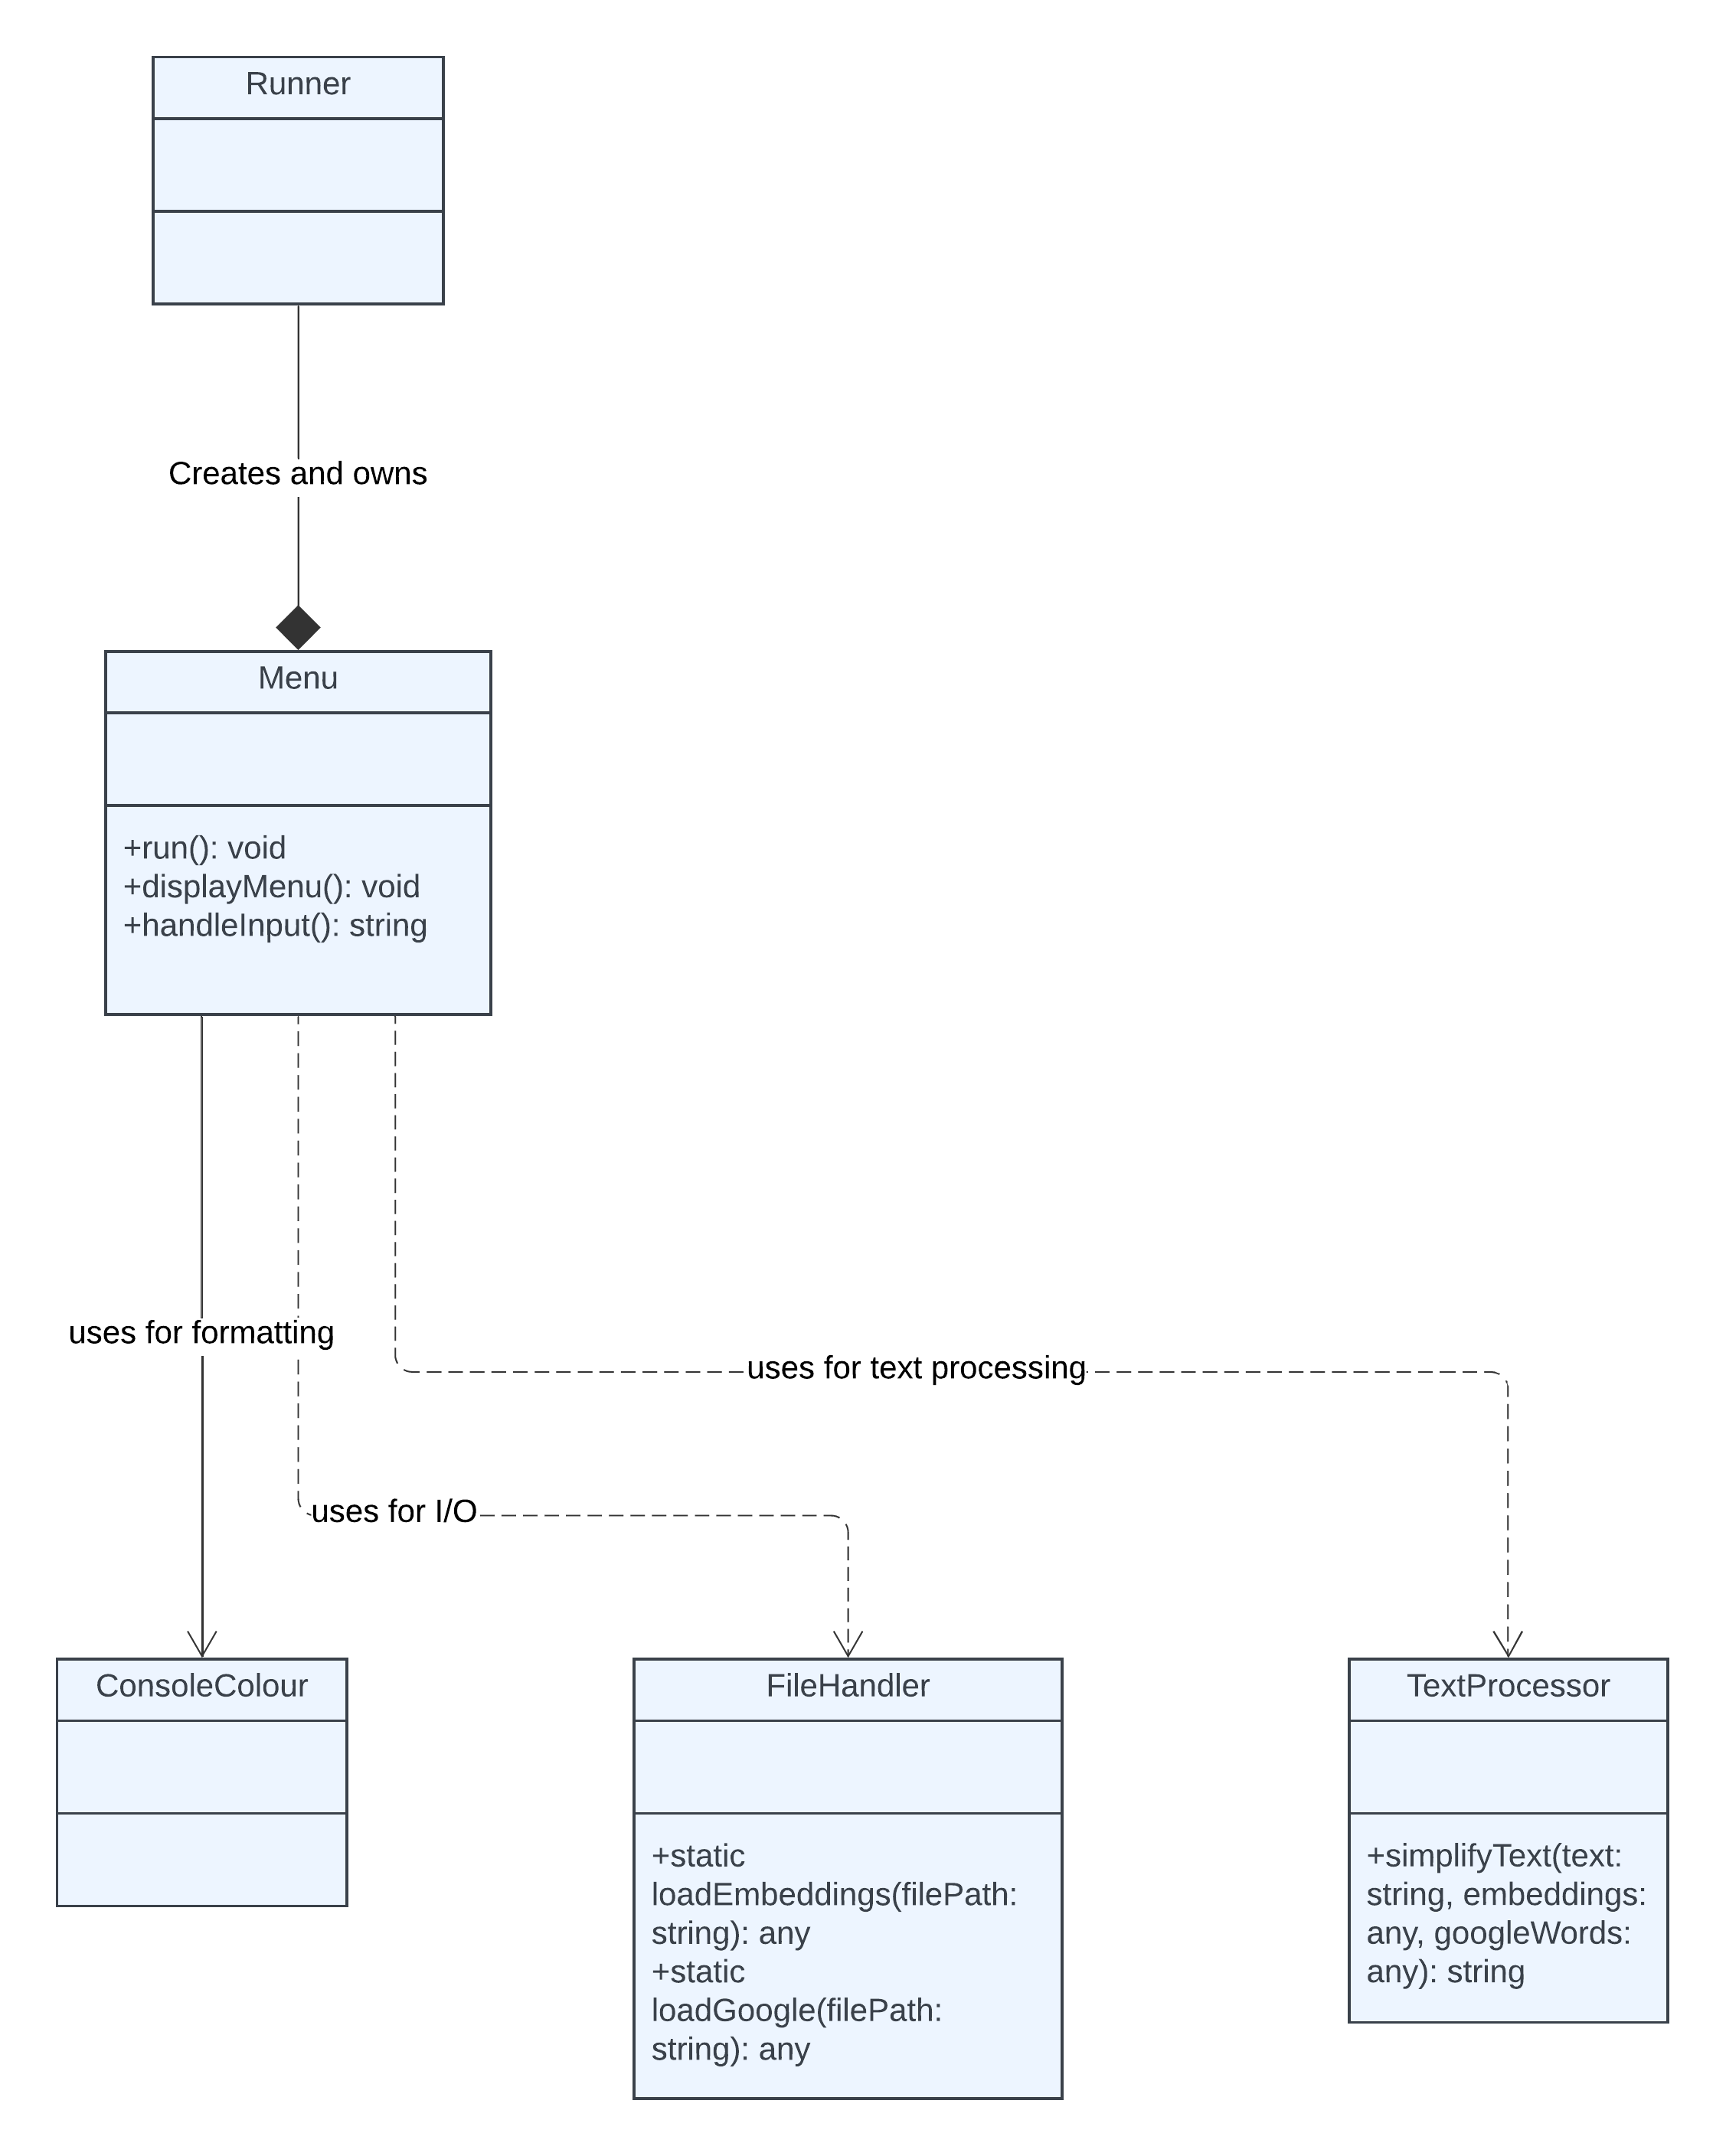 Runner
Creates and owns
Menu
+run(): void
+displayMenu(): void
+handleInput(): string
uses for formatting
uses for text processing
uses for I/O
ConsoleColour
FileHandler
+static
loadEmbeddings(filePath:
string): any
+static
loadGoogle(filePath:
string): any
TextProcessor
+simplifyText(text:
string, embeddings:
any, googleWords:
any): string